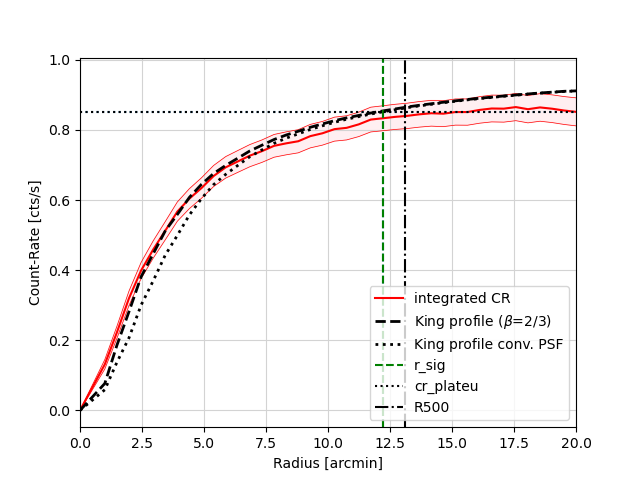 1.0
0.8
0.6
0.4
0.2
0.0
Count-Rate [cts/s]
integrated CR
King profile (β=2/3)
King profile conv. PSF
r_sig
cr_plateu
R500
0.0 2.5 5.0 7.5 10.0 12.5 15.0 17.5 20.0
Radius [arcmin]